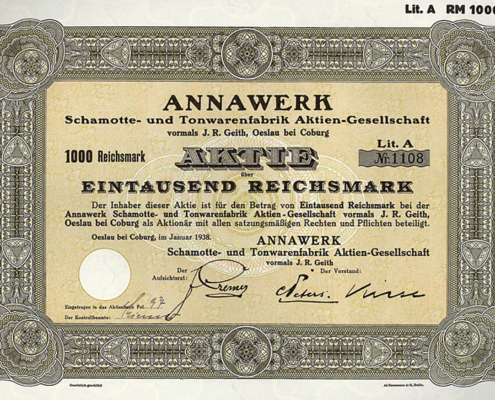 Lit. A RM 1000
ANNAWERK
Schamotte- und Tonwarenfabrik Aktien-Gesellschaft
vormals J. R. Geith, Oeslau bei Coburg
Lit. A
1000 Reichsmark AKTIE № 1108
über
EINTAUSEND REICHSMARK
Der Inhaber dieser Aktie ist für den Betrag von Eintausend Reichsmark bei der
Annawerk Schamotte- und Tonwarenfabrik Aktien-Gesellschaft vormals J. R. Geith,
Oeslau bei Coburg als Aktionär mit allen satzungsmäßigen Rechten und Pflichten beteiligt.
Oeslau bei Coburg, im Januar 1938.
ANNAWERK
Schamotte- und Tonwarenfabrik Aktien-Gesellschaft
vormals J. R. Geith
Der Aufsichtsrat:
Der Vorstand:
Eingetragen in das Aktienbuch Fol. 97
Der Kontrollbeamte: